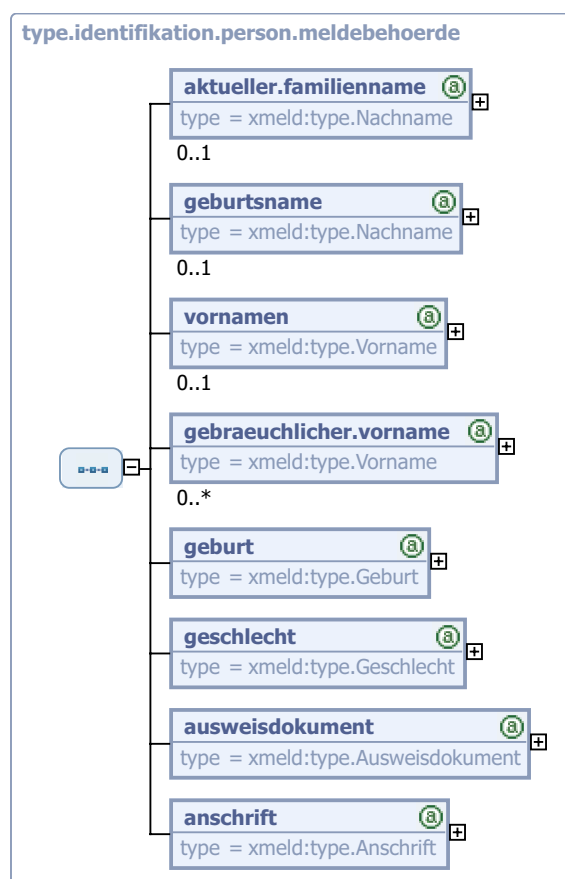 type.identifikation.person.meldebehoerde
aktueller.familienname @
type = xmeld:type.Nachname
0..1
geburtsname @
type = xmeld:type.Nachname
0..1
vornamen @
type = xmeld:type.Vorname
0..1
gebraeuchlicher.vorname @
type = xmeld:type.Vorname
0..*
geburt @
type = xmeld:type.Geburt
geschlecht @
type = xmeld:type.Geschlecht
ausweisdokument @
type = xmeld:type.Ausweisdokument
anschrift @
type = xmeld:type.Anschrift